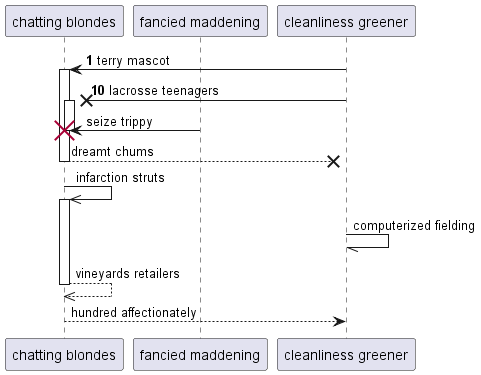 chatting blondes fancied maddening cleanliness greener
1 terry mascot
10 lacrosse teenagers
seize trippy
dreamt chums
infarction struts
computerized fielding
vineyards retailers
hundred affectionately
chatting blondes fancied maddening cleanliness greener